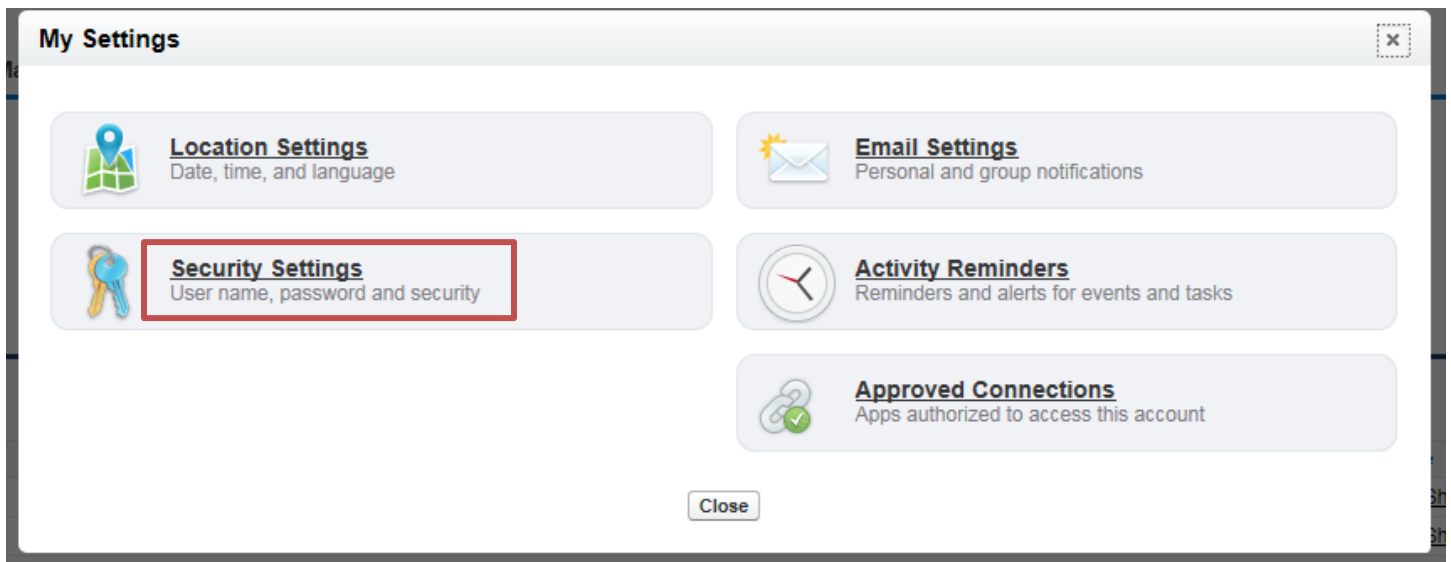 My Settings
Location Settings
Date, time, and language
Email Settings
Personal and group notifications
Security Settings
User name, password and security
Activity Reminders
Reminders and alerts for events and tasks
Approved Connections
Apps authorized to access this account
Close